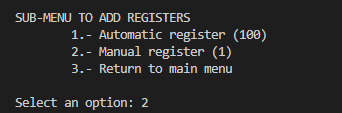 SUB-MENU TO ADD REGISTERS
1.- Automatic register (100)
2.- Manual register (1)
3.- Return to main menu
Select an option: 2